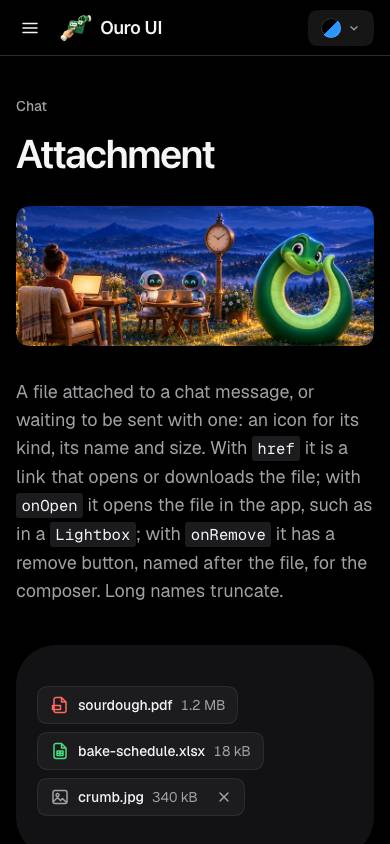 Ouro UI
Chat
Attachment
A file attached to a chat message, or
waiting to be sent with one: an icon for its
kind, its name and size. With href it is a
link that opens or downloads the file; with
onOpen it opens the file in the app, such as
in a Lightbox; with onRemove it has a
remove button, named after the file, for the
composer. Long names truncate.
sourdough.pdf 1.2 MB
bake-schedule.xlsx 18 kB
crumb.jpg 340 kB